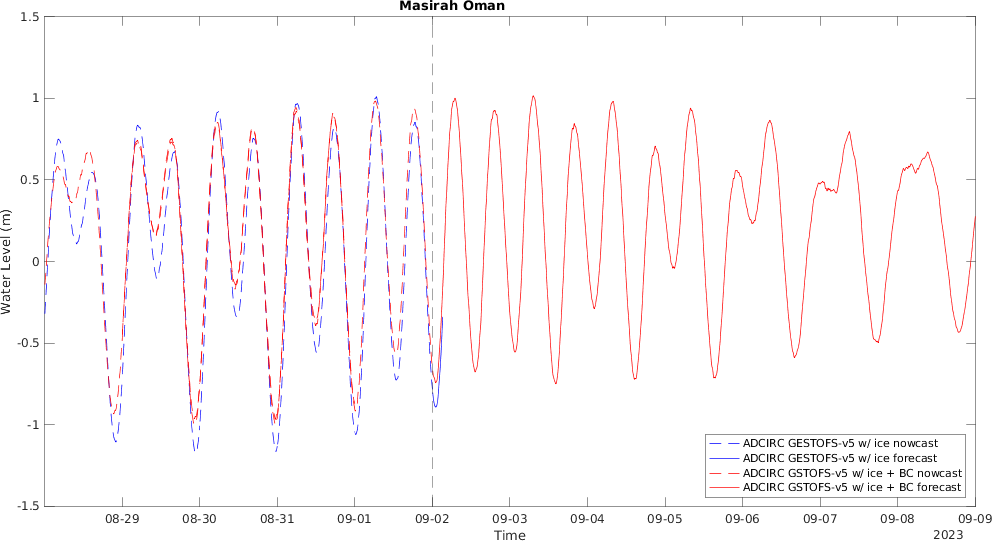 Masirah Oman
1.5
1
0.5
0
-0.5
-1
-1.5
Water Level (m)
08-29 08-30 08-31 09-01 09-02 09-03 09-04 09-05 09-06 09-07 09-08 09-09
Time
2023
ADCIRC GESTOFS-v5 w/ ice nowcast
ADCIRC GESTOFS-v5 w/ ice forecast
ADCIRC GSTOFS-v5 w/ ice + BC nowcast
ADCIRC GSTOFS-v5 w/ ice + BC forecast